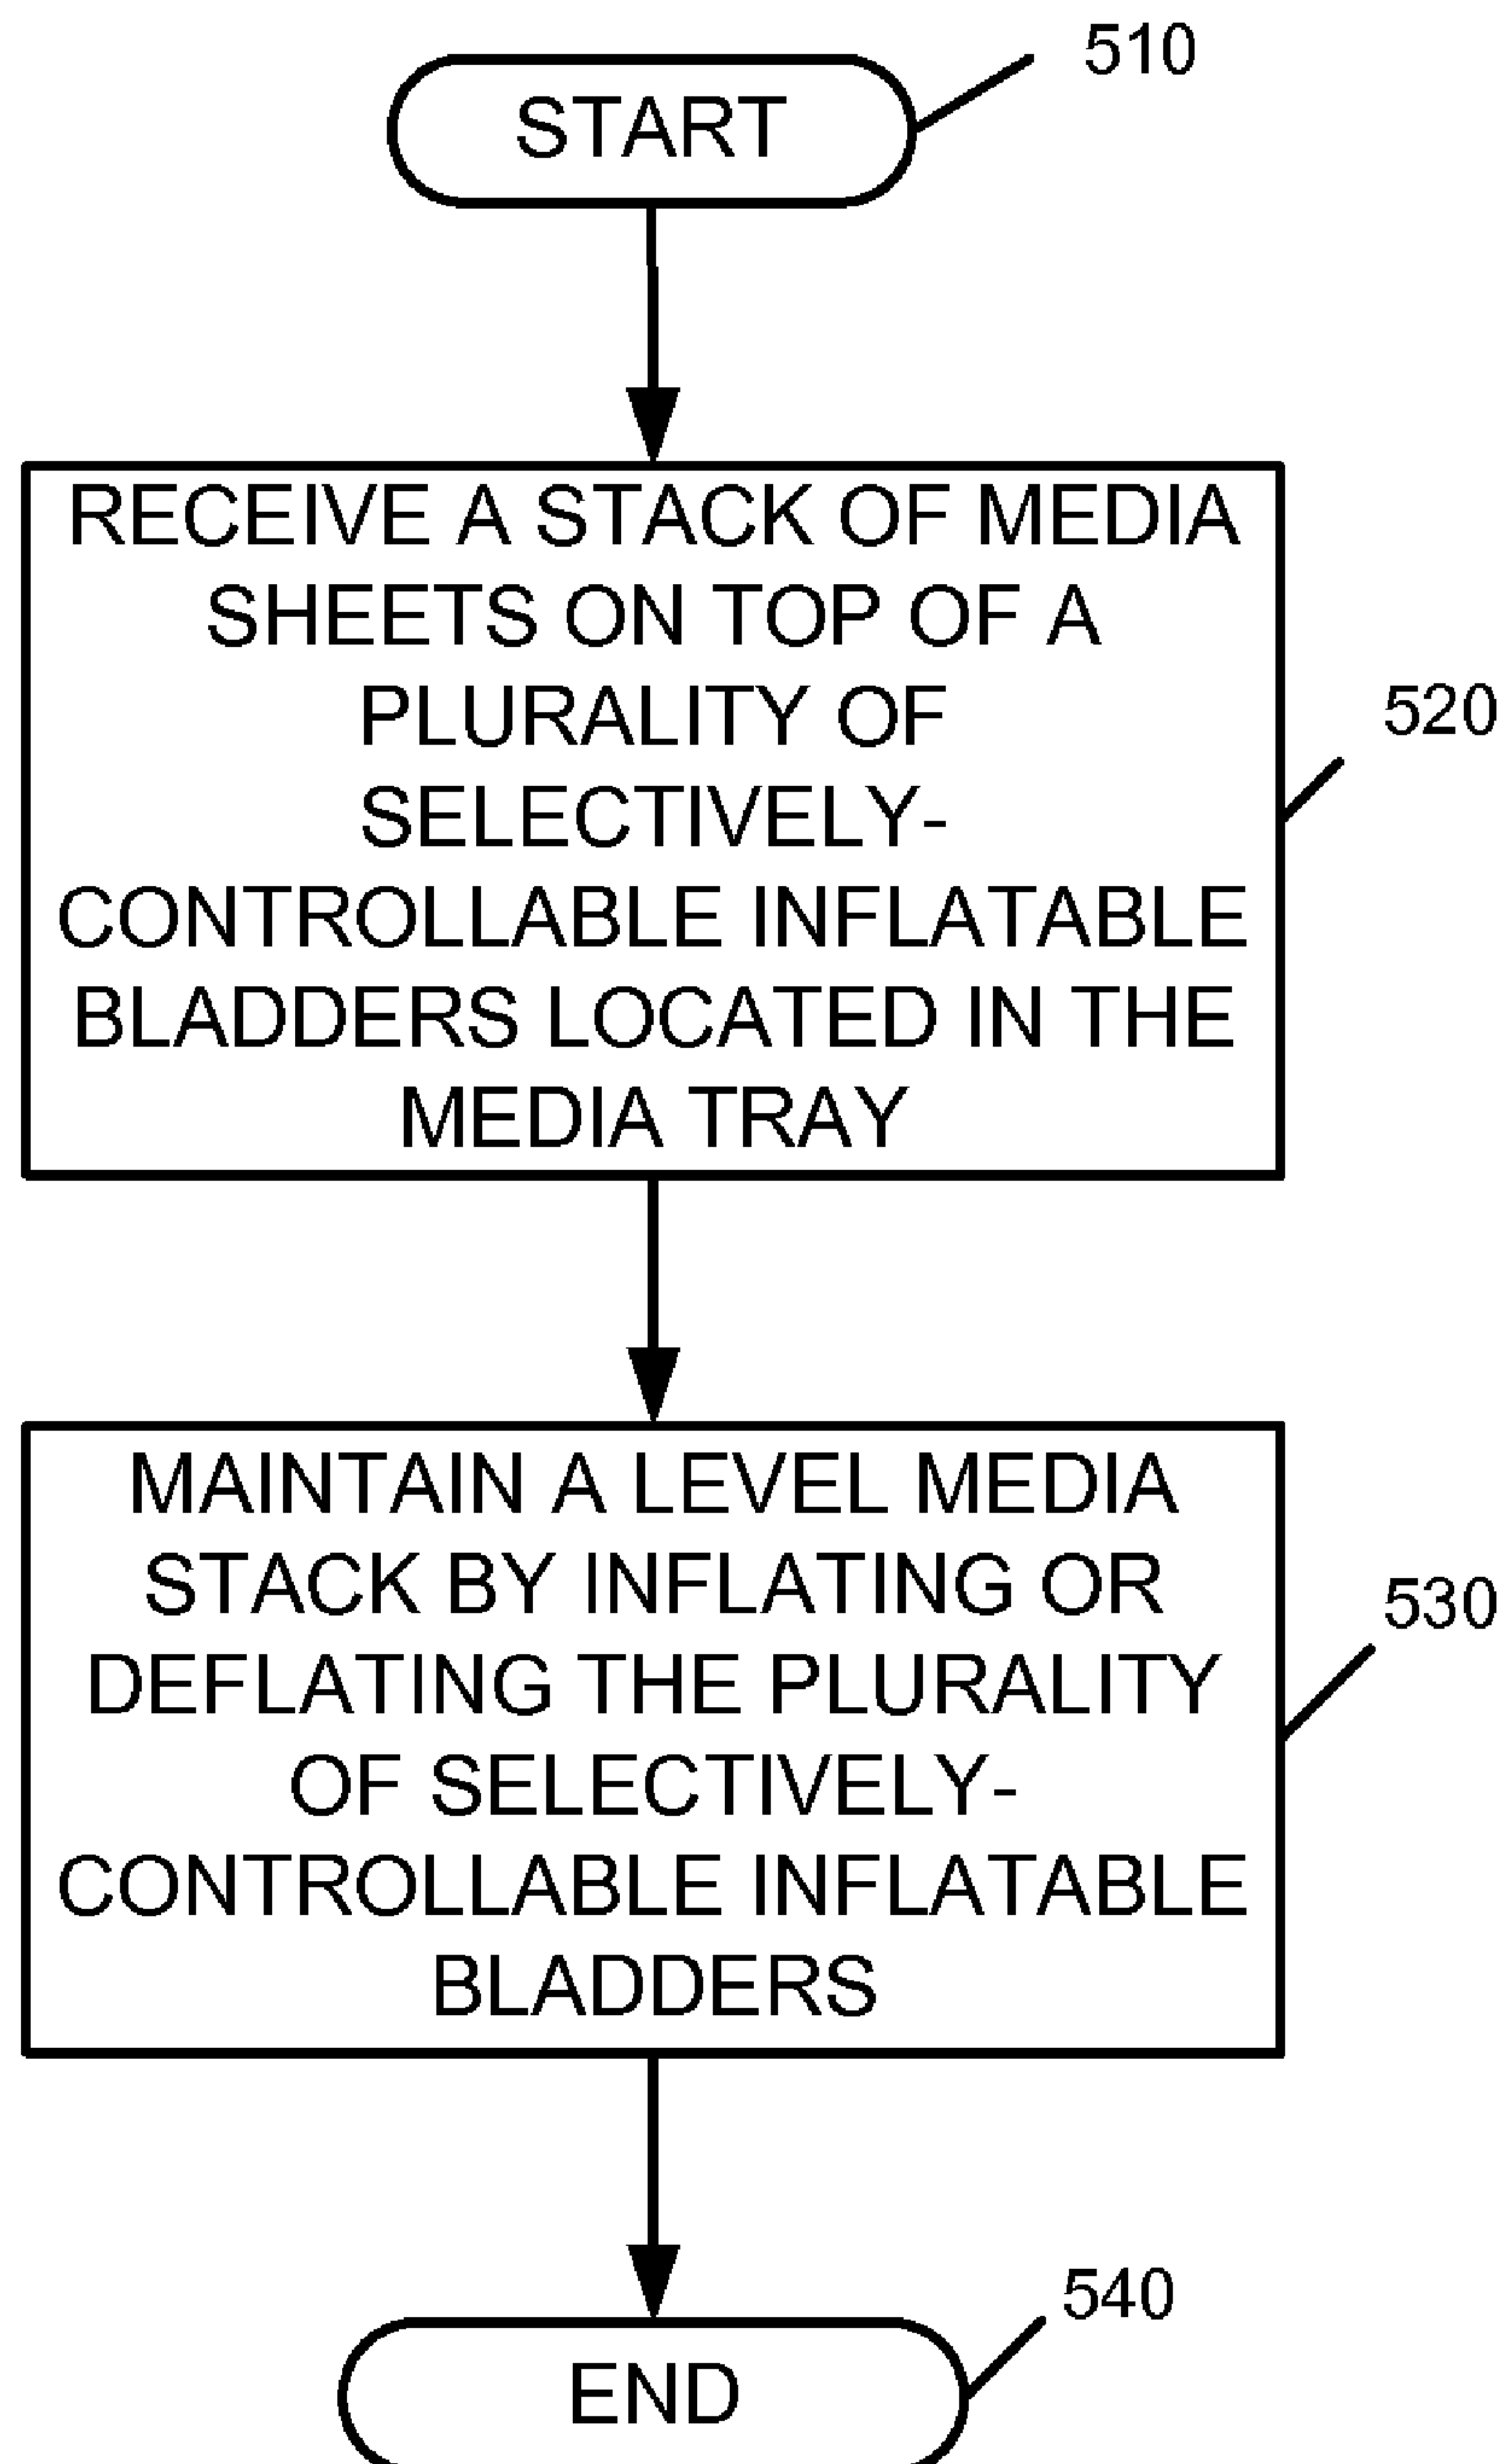 510
START
RECEIVE A STACK OF MEDIA
SHEETS ON TOP OF A
PLURALITY OF
SELECTIVELY-
CONTROLLABLE INFLATABLE
BLADDERS LOCATED IN THE
MEDIA TRAY
520
MAINTAIN A LEVEL MEDIA
STACK BY INFLATING OR
DEFLATING THE PLURALITY
OF SELECTIVELY-
CONTROLLABLE INFLATABLE
BLADDERS
530
540
END